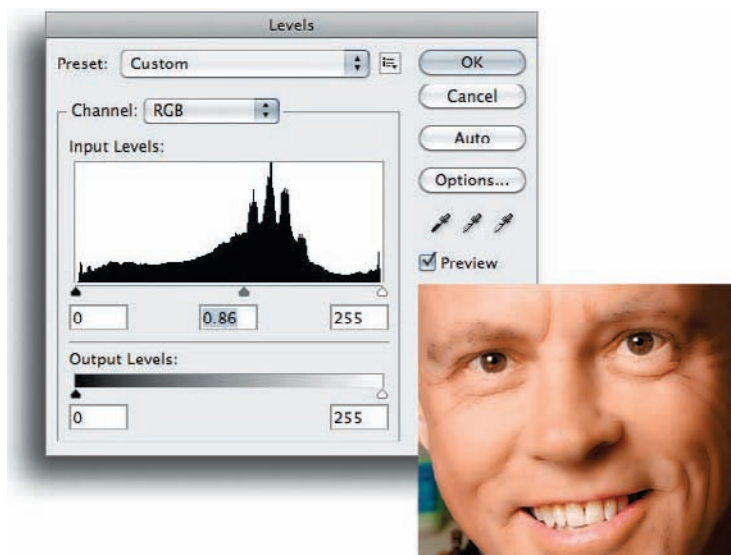 Levels
Preset: Custom
OK
Cancel
Auto
Options...
Preview
Channel: RGB
Input Levels:
0 0.86 255
Output Levels:
0 255